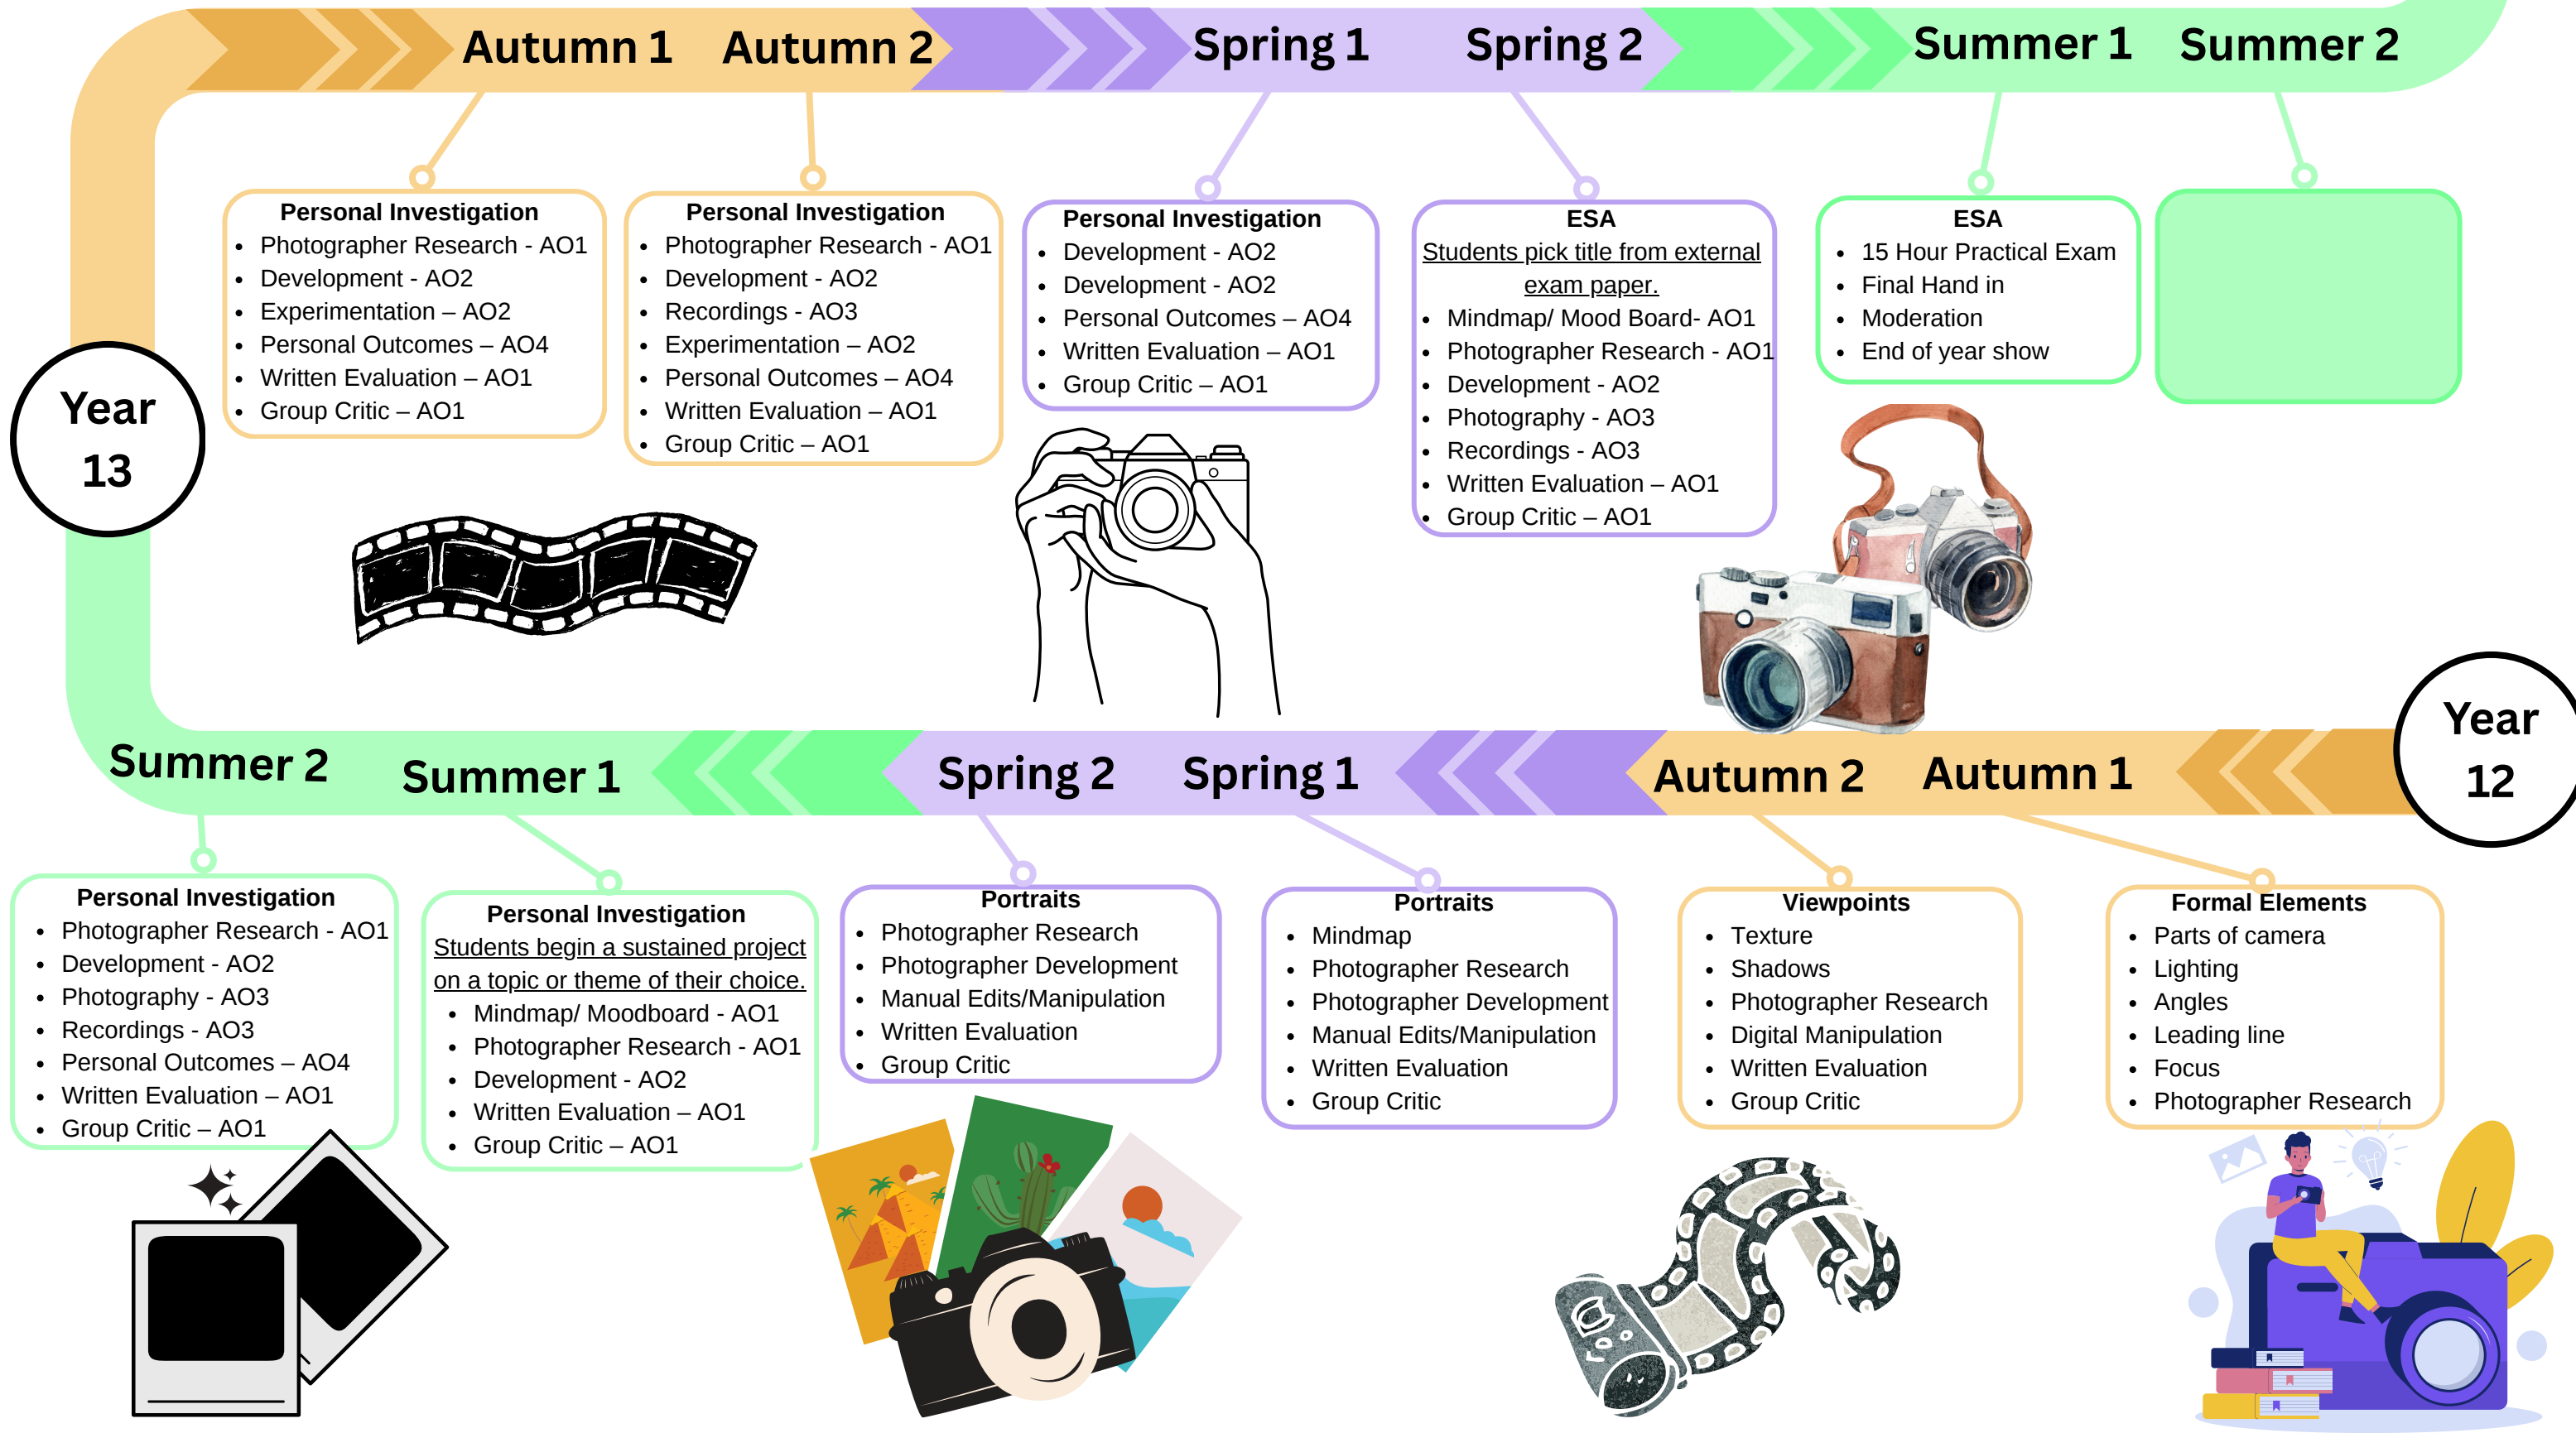 Autumn 1
Autumn 2
Spring 1
Spring 2
Summer 1
Summer 2
Personal Investigation
• Photographer Research - AO1
• Development - AO2
• Experimentation – AO2
• Personal Outcomes – AO4
• Written Evaluation – AO1
• Group Critic – AO1
Personal Investigation
• Photographer Research - AO1
• Development - AO2
• Recordings - AO3
• Experimentation – AO2
• Personal Outcomes – AO4
• Written Evaluation – AO1
• Group Critic – AO1
Personal Investigation
• Development - AO2
• Development - AO2
• Personal Outcomes – AO4
• Written Evaluation – AO1
• Group Critic – AO1
ESA
Students pick title from external
exam paper.
• Mindmap/ Mood Board- AO1
• Photographer Research - AO1
• Development - AO2
• Photography - AO3
• Recordings - AO3
• Written Evaluation – AO1
• Group Critic – AO1
ESA
• 15 Hour Practical Exam
• Final Hand in
• Moderation
• End of year show
Year
13
Year
12
Summer 2
Summer 1
Spring 2
Spring 1
Autumn 2
Autumn 1
Personal Investigation
• Photographer Research - AO1
• Development - AO2
• Photography - AO3
• Recordings - AO3
• Personal Outcomes – AO4
• Written Evaluation – AO1
• Group Critic – AO1
Personal Investigation
Students begin a sustained project
on a topic or theme of their choice.
• Mindmap/ Moodboard - AO1
• Photographer Research - AO1
• Development - AO2
• Written Evaluation – AO1
• Group Critic – AO1
Portraits
• Photographer Research
• Photographer Development
• Manual Edits/Manipulation
• Written Evaluation
• Group Critic
Portraits
• Mindmap
• Photographer Research
• Photographer Development
• Manual Edits/Manipulation
• Written Evaluation
• Group Critic
Viewpoints
• Texture
• Shadows
• Photographer Research
• Digital Manipulation
• Written Evaluation
• Group Critic
Formal Elements
• Parts of camera
• Lighting
• Angles
• Leading line
• Focus
• Photographer Research